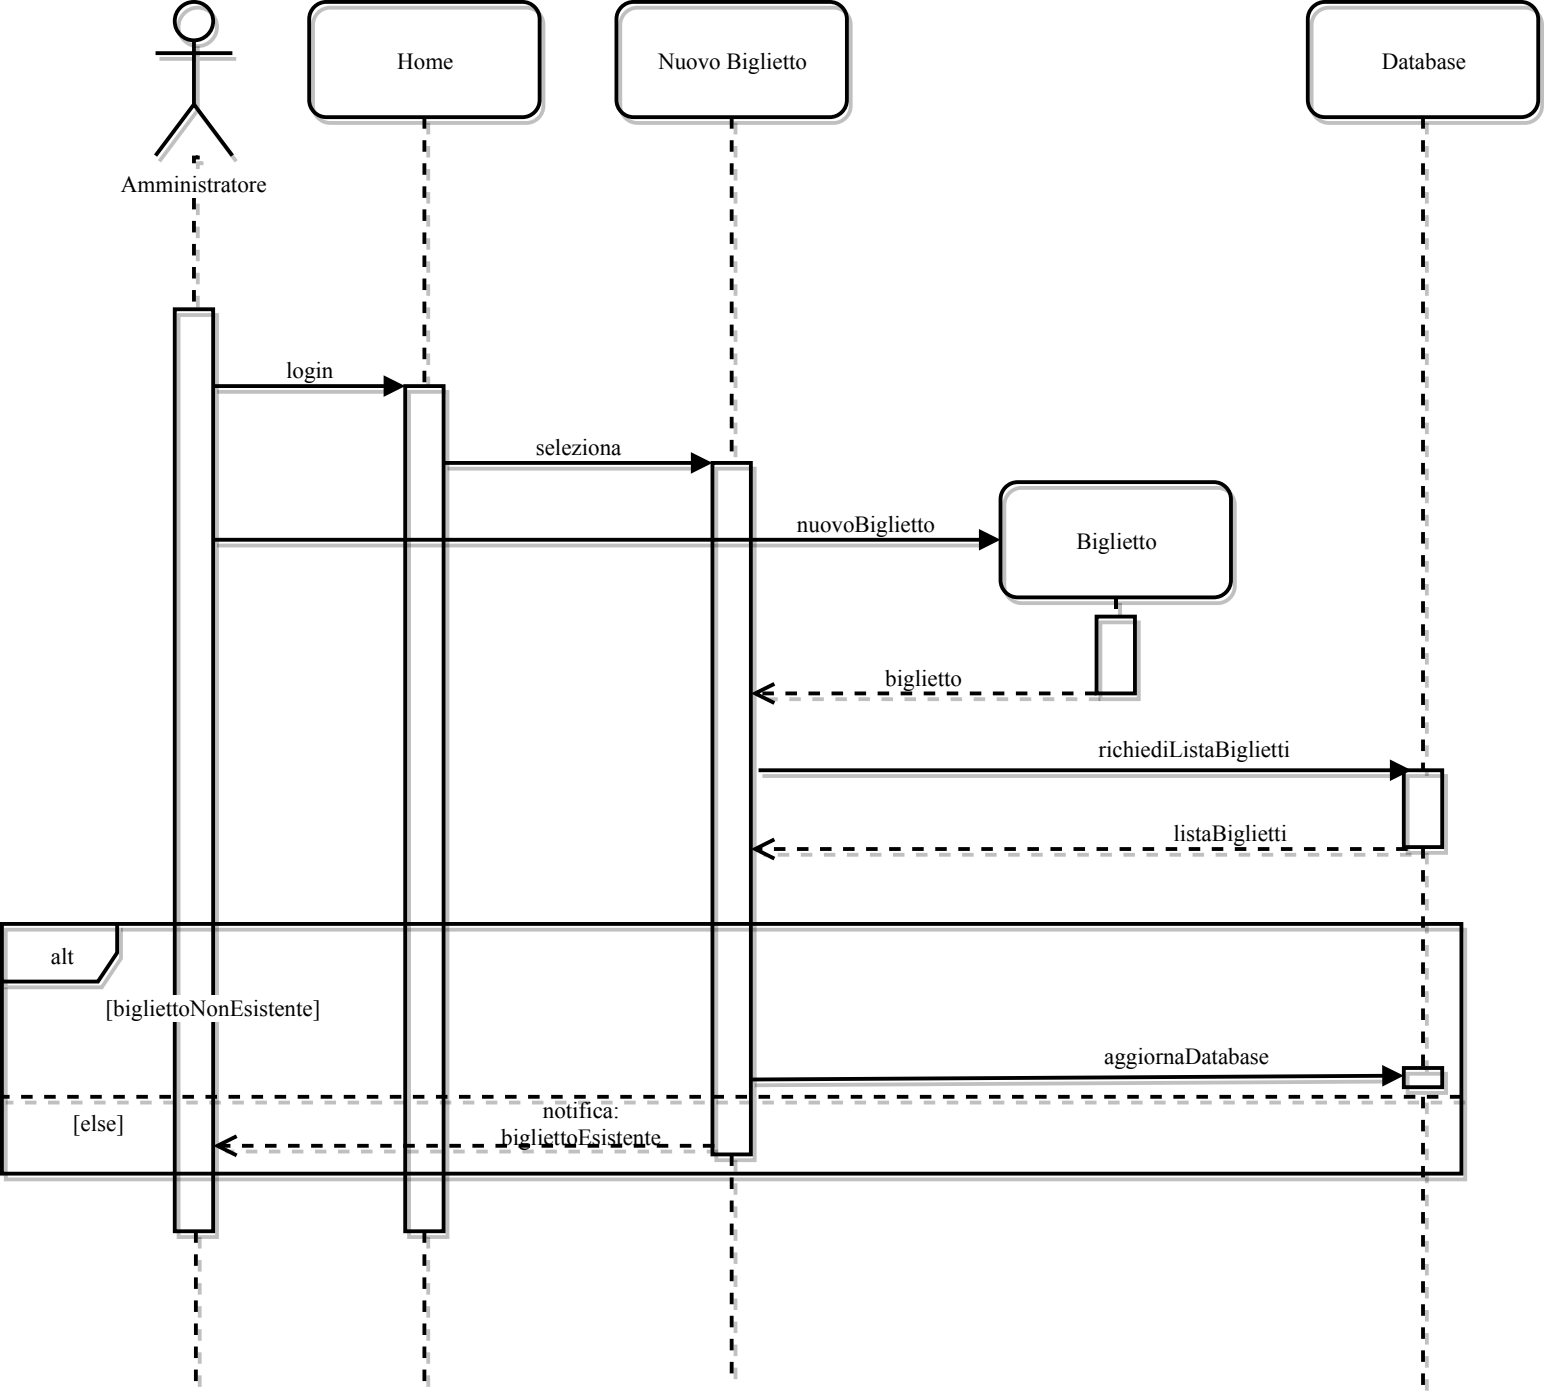 Home
Nuovo Biglietto
Database
Amministratore
login
seleziona
nuovoBiglietto
Biglietto
biglietto
richiediListaBiglietti
listaBiglietti
alt
[bigliettoNonEsistente]
aggiornaDatabase
[else]
notifica:
bigliettoEsistente